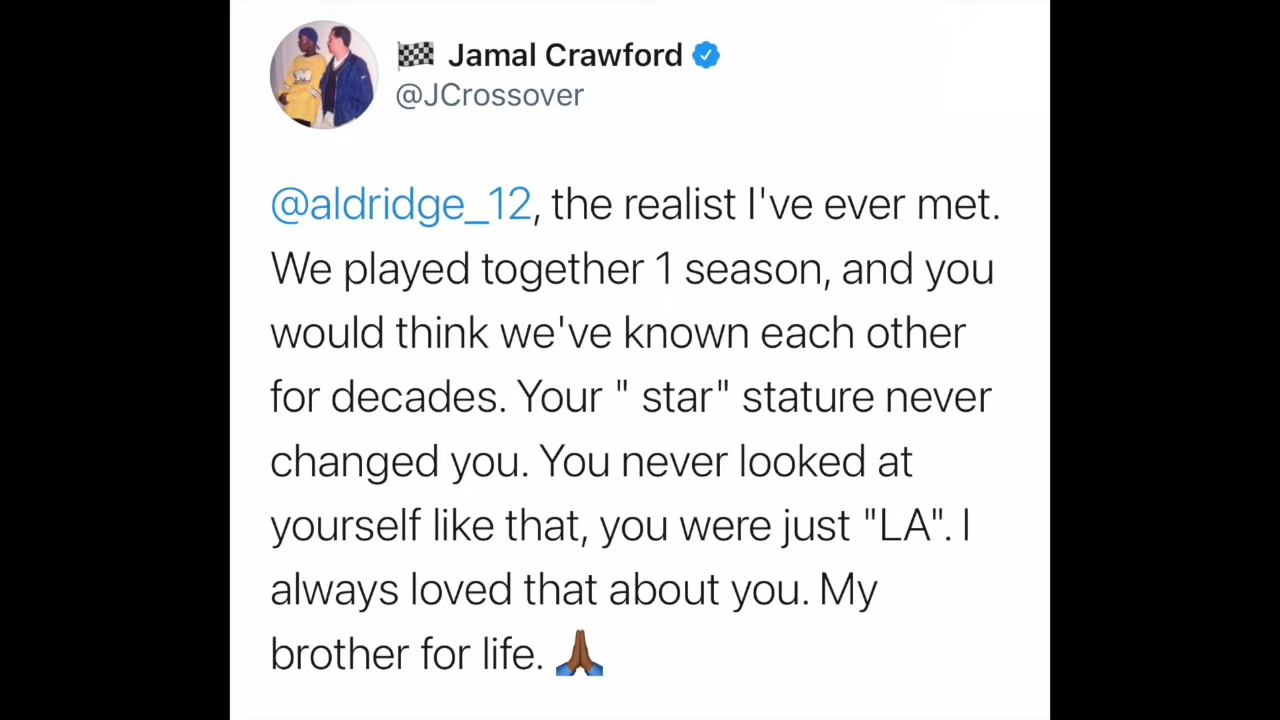 🏁 Jamal Crawford
@JCrossover
@aldridge_12, the realist I've ever met.
We played together 1 season, and you
would think we've known each other
for decades. Your " star" stature never
changed you. You never looked at
yourself like that, you were just "LA". I
always loved that about you. My
brother for life. 🙏🏾